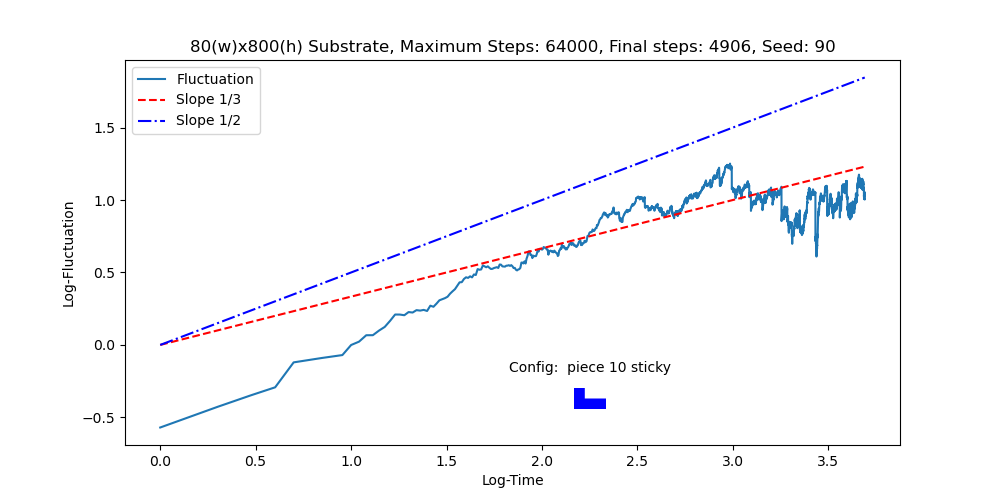 80(w)x800(h) Substrate, Maximum Steps: 64000, Final steps: 4906, Seed: 90
Fluctuation
Slope 1/3
Slope 1/2
1.5
1.0
0.5
0.0
−0.5
Log-Fluctuation
Config:  piece 10 sticky
0.0 0.5 1.0 1.5 2.0 2.5 3.0 3.5
Log-Time